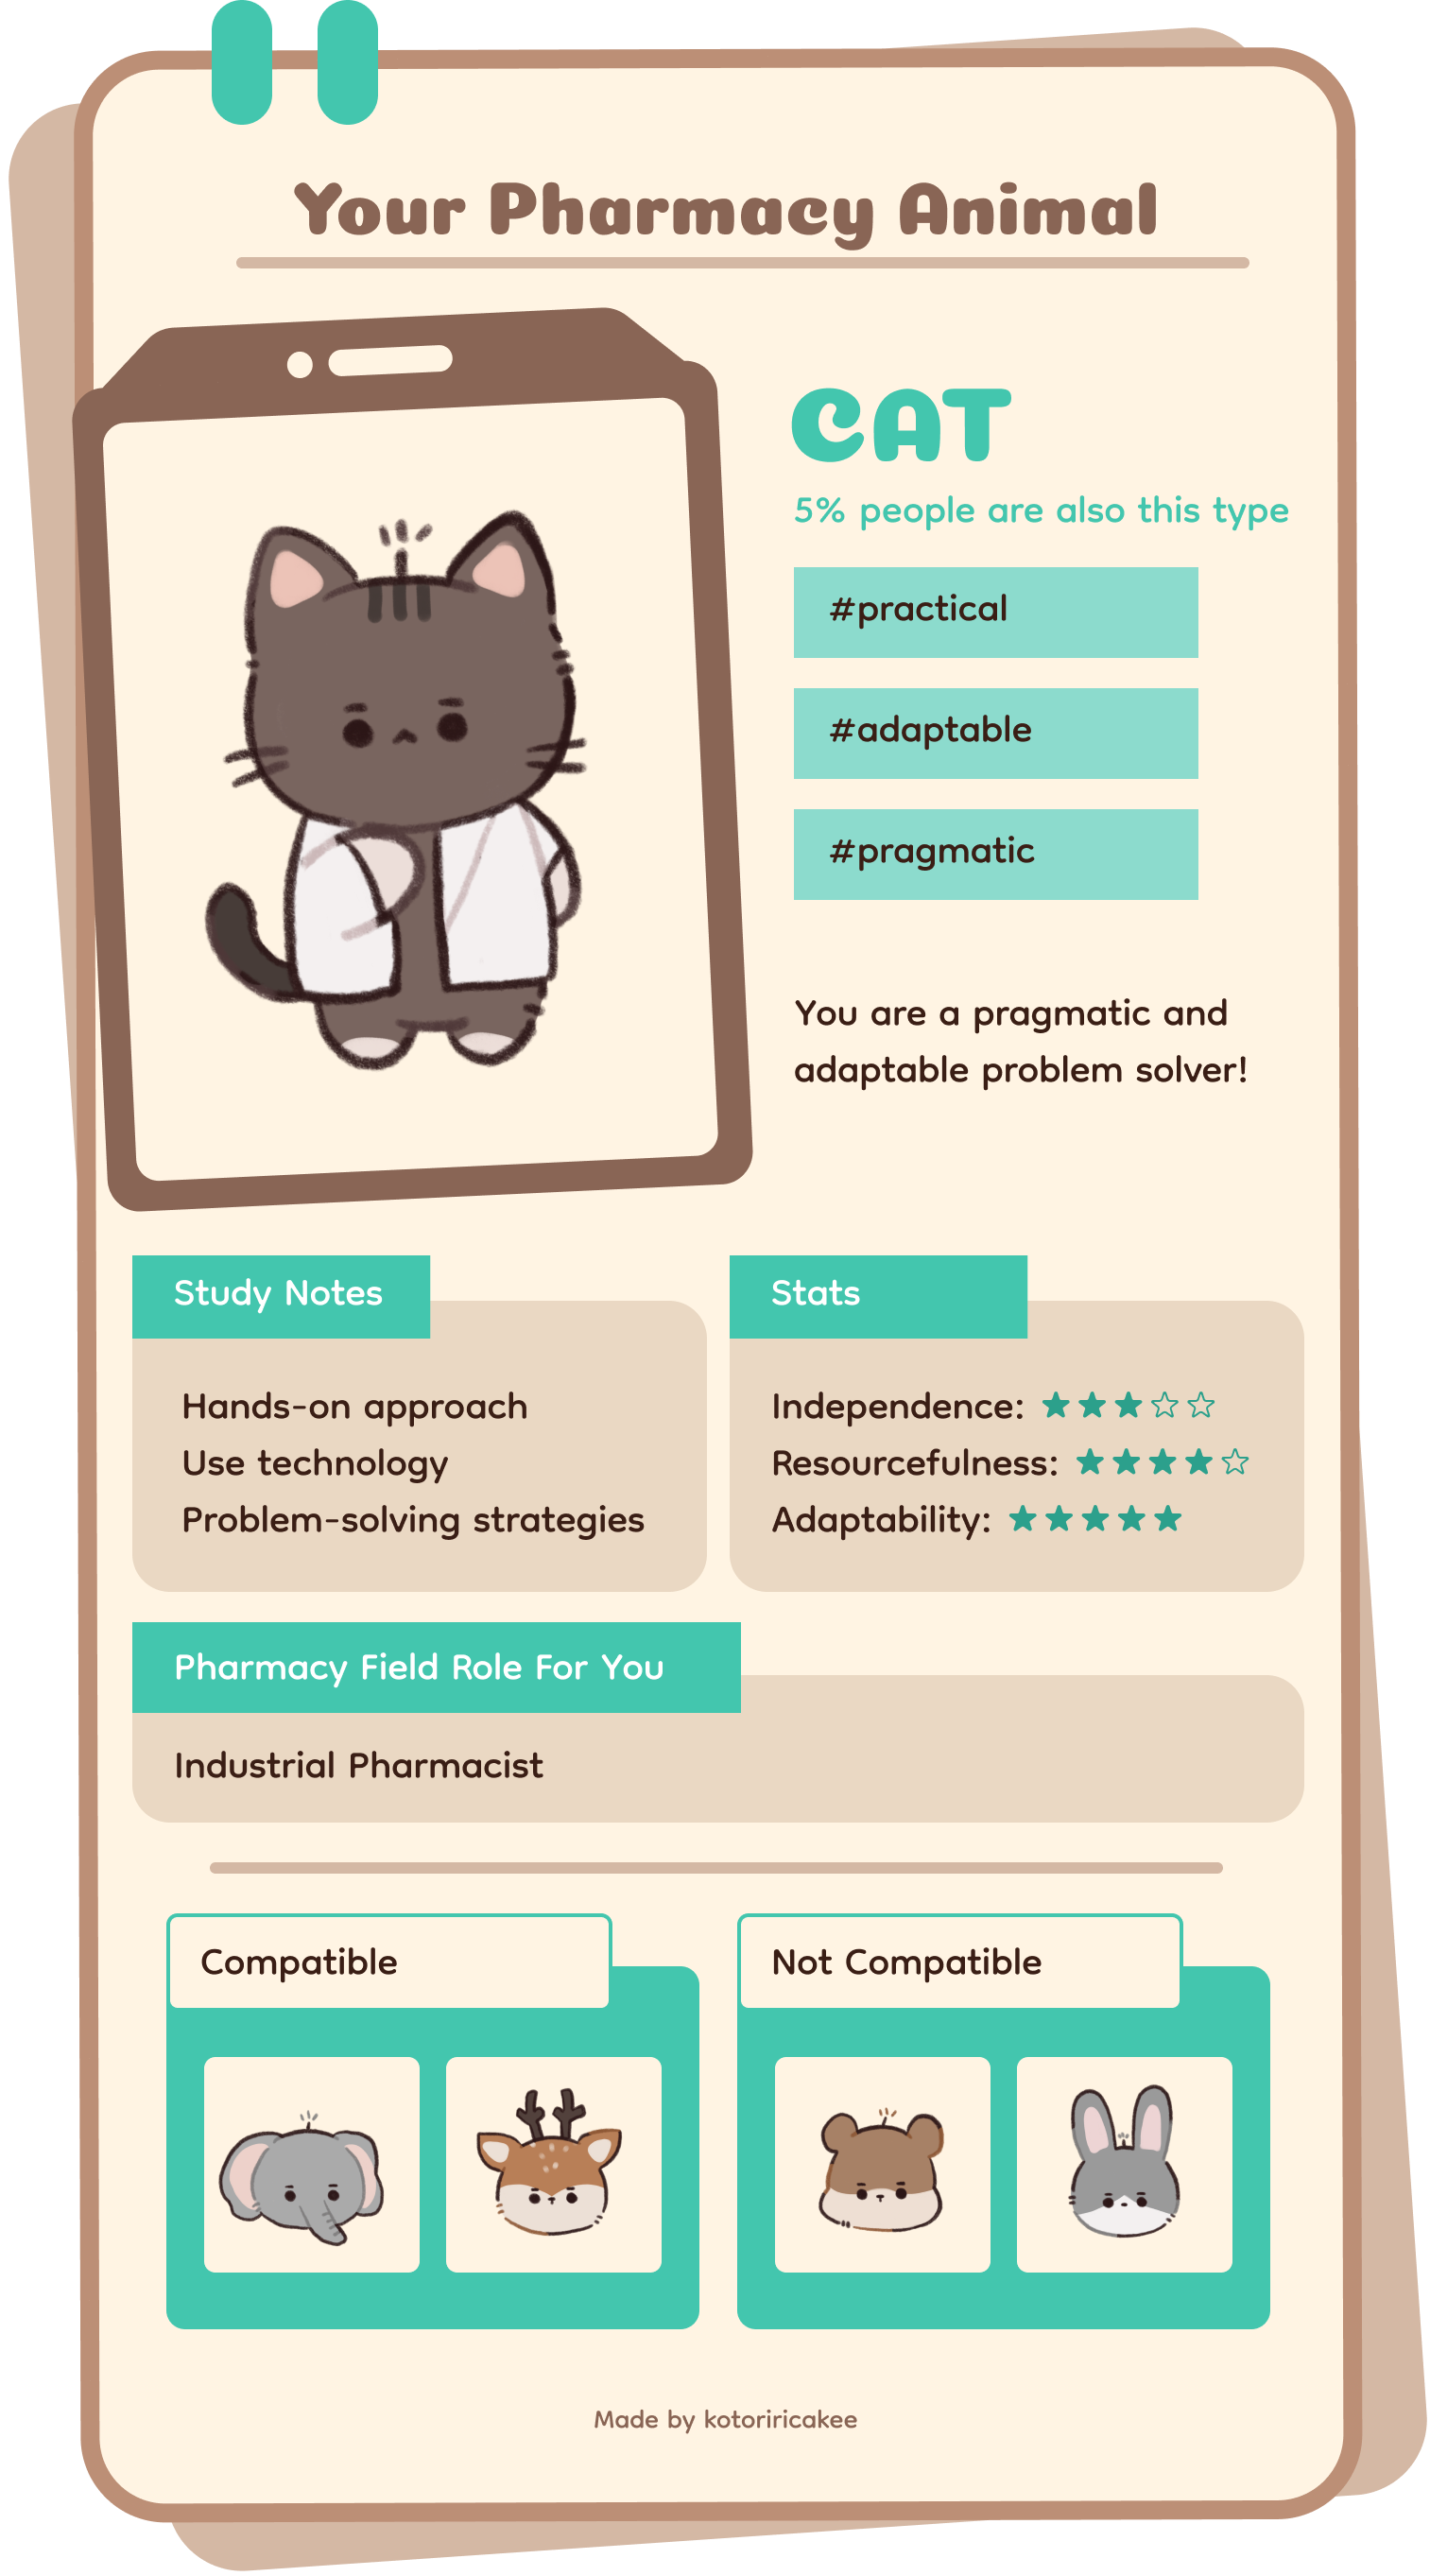 Your Pharmacy Animal
CAT
5% people are also this type
#practical
#adaptable
#pragmatic
You are a pragmatic and
adaptable problem solver!
Study Notes
Hands-on approach
Use technology
Problem-solving strategies
Stats
Independence: ★★★☆☆
Resourcefulness: ★★★★☆
Adaptability: ★★★★★
Pharmacy Field Role For You
Industrial Pharmacist
Compatible
Not Compatible
Made by kotoriricakee